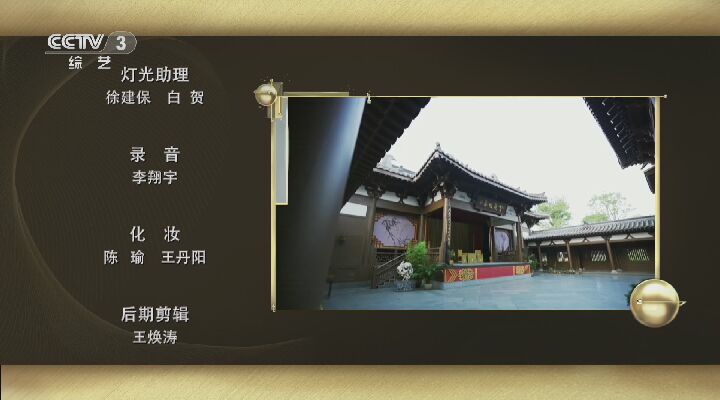 CCTV 3
综 艺
灯光助理
徐建保 白 贺
录 音
李翔宇
化 妆
陈 瑜 王丹阳
后期剪辑
王焕涛